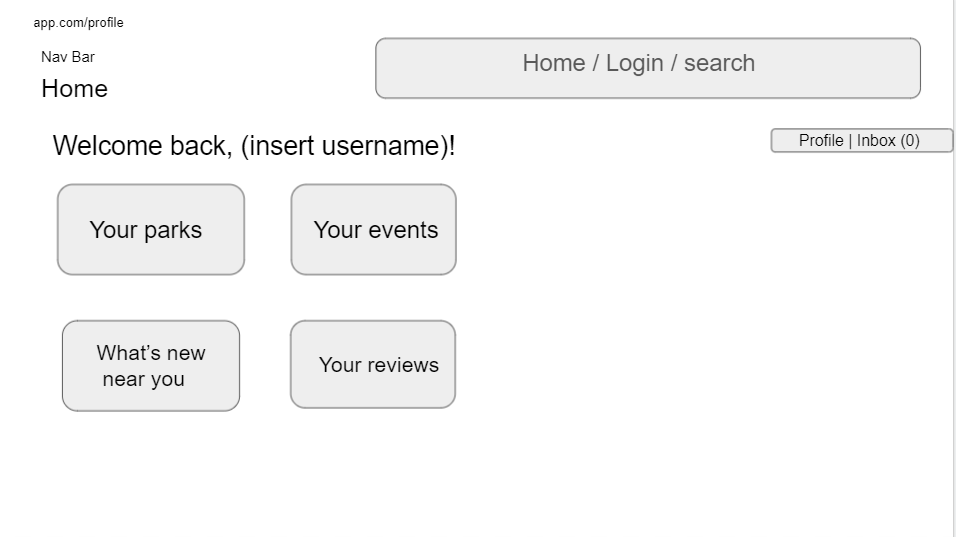 app.com/profile
Nav Bar
Home / Login / search
Home
Welcome back, (insert username)!
Profile | Inbox (0)
Your parks
Your events
What’s new
near you
Your reviews